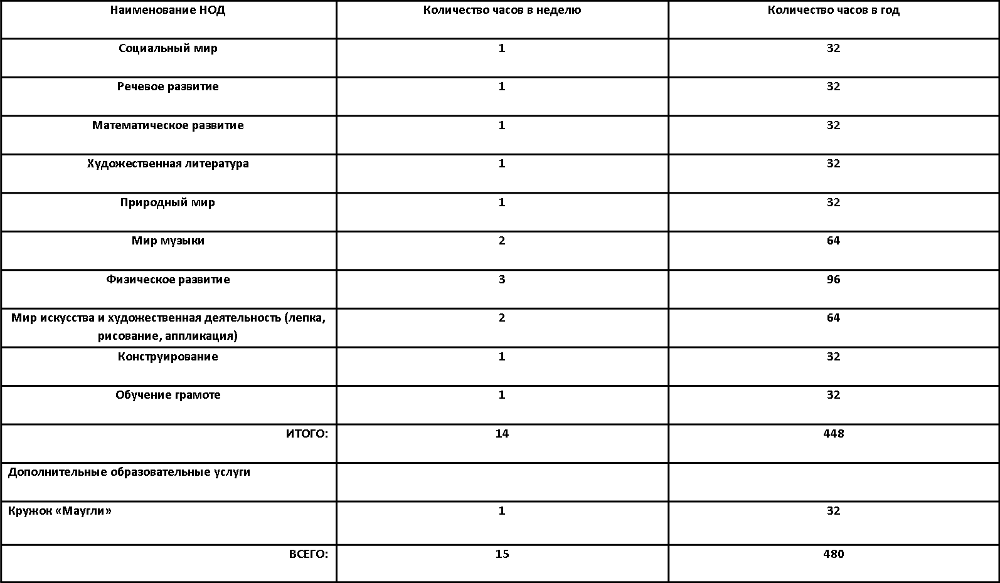 Наименование НОД Количество часов в неделю Количество часов в год
Социальный мир 1 32
Речевое развитие 1 32
Математическое развитие 1 32
Художественная литература 1 32
Природный мир 1 32
Мир музыки 2 64
Физическое развитие 3 96
Мир искусства и художественная деятельность (лепка, 2 64
рисование, аппликация)
Конструирование 1 32
Обучение грамоте 1 32
ИТОГО: 14 448
Дополнительные образовательные услуги
Кружок «Маугли» 1 32
ВСЕГО: 15 480